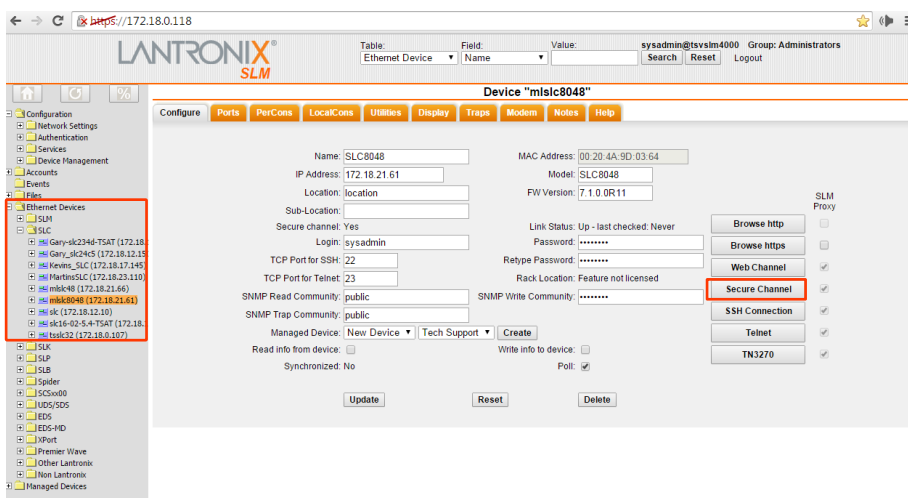 https://172.18.0.118
LANTRONIX®
SLM
Table: Field: Value: sysadmin@tsvslm4000 Group: Administrators
Ethernet Device Name Search Reset Logout
Device "mlslc8048"
Configure Ports PerCons LocalCons Utilities Display Traps Modem Notes Help
Configuration
Network Settings
Authentication
Services
Device Management
Accounts
Events
Files
Ethernet Devices
SLM
SLC
Gary-slc234d-TSAT (172.18.
Gary_slc24c5 (172.18.12.15
Kevins_SLC (172.18.17.145)
MartinsSLC (172.18.23.110)
mlslc48 (172.18.21.66)
mlslc8048 (172.18.21.61)
slc (172.18.12.10)
slc16-02-5.4-TSAT (172.18.
tsslc32 (172.18.0.107)
SLK
SLP
SLB
Spider
SCSxx00
UDS/SDS
EDS
EDS-MD
XPort
Premier Wave
Other Lantronix
Non Lantronix
Managed Devices
Name: SLC8048 MAC Address: 00:20:4A:9D:03:64
IP Address: 172.18.21.61 Model: SLC8048
Location: location FW Version: 7.1.0.0R11
Sub-Location:
Secure channel: Yes Link Status: Up - last checked: Never
Login: sysadmin Password: ••••••••
TCP Port for SSH: 22 Retype Password: ••••••••
TCP Port for Telnet: 23 Rack Location: Feature not licensed
SNMP Read Community: public SNMP Write Community: ••••••••
SNMP Trap Community: public
Managed Device: New Device Tech Support Create
Read info from device: Write info to device:
Synchronized: No Poll:
Update Reset Delete
SLM
Proxy
Browse http
Browse https
Web Channel
Secure Channel
SSH Connection
Telnet
TN3270